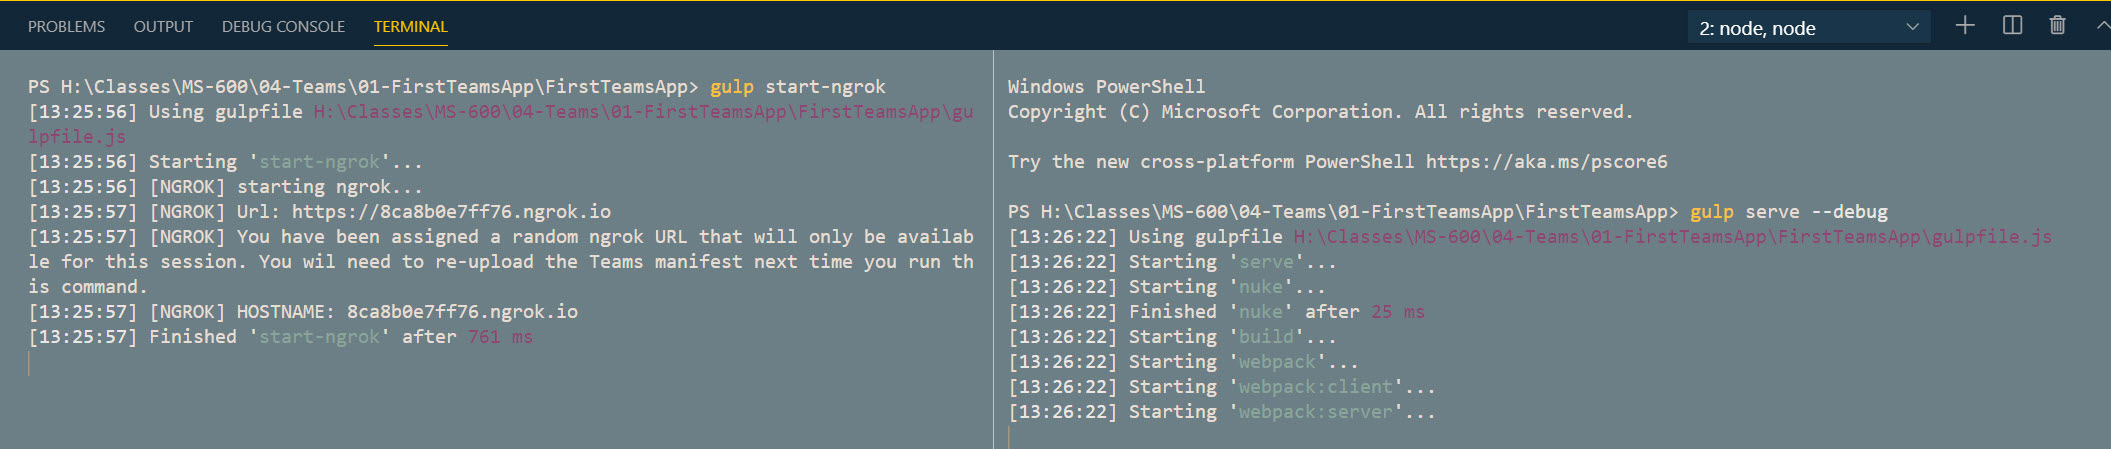 PROBLEMS OUTPUT DEBUG CONSOLE TERMINAL 2: node, node
PS H:\Classes\MS-600\04-Teams\01-FirstTeamsApp\FirstTeamsApp> gulp start-ngrok
[13:25:56] Using gulpfile H:\Classes\MS-600\04-Teams\01-FirstTeamsApp\FirstTeamsApp\gu
lpfile.js
[13:25:56] Starting 'start-ngrok'...
[13:25:56] [NGROK] starting ngrok...
[13:25:57] [NGROK] Url: https://8ca8b0e7ff76.ngrok.io
[13:25:57] [NGROK] You have been assigned a random ngrok URL that will only be availab
le for this session. You wil need to re-upload the Teams manifest next time you run th
is command.
[13:25:57] [NGROK] HOSTNAME: 8ca8b0e7ff76.ngrok.io
[13:25:57] Finished 'start-ngrok' after 761 ms
Windows PowerShell
Copyright (C) Microsoft Corporation. All rights reserved.
Try the new cross-platform PowerShell https://aka.ms/pscore6
PS H:\Classes\MS-600\04-Teams\01-FirstTeamsApp\FirstTeamsApp> gulp serve --debug
[13:26:22] Using gulpfile H:\Classes\MS-600\04-Teams\01-FirstTeamsApp\FirstTeamsApp\gulpfile.js
[13:26:22] Starting 'serve'...
[13:26:22] Starting 'nuke'...
[13:26:22] Finished 'nuke' after 25 ms
[13:26:22] Starting 'build'...
[13:26:22] Starting 'webpack'...
[13:26:22] Starting 'webpack:client'...
[13:26:22] Starting 'webpack:server'...